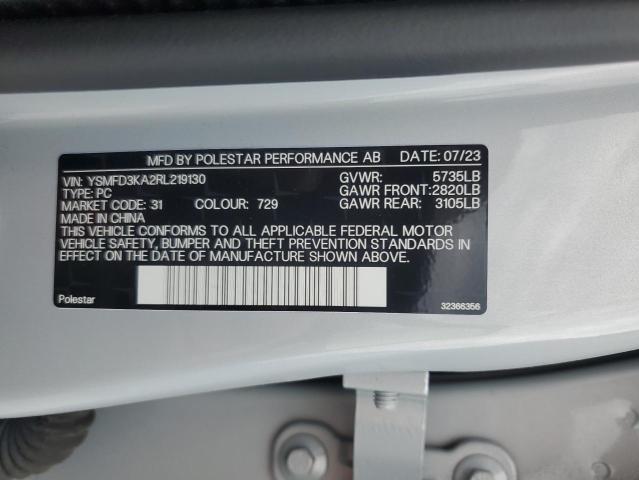 MFD BY POLESTAR PERFORMANCE AB DATE: 07/23
VIN: YSMFD3KA2RL219130 GVWR: 5735LB
TYPE: PC GAWR FRONT:2820LB
MARKET CODE: 31 COLOUR: 729 GAWR REAR: 3105LB
MADE IN CHINA
THIS VEHICLE CONFORMS TO ALL APPLICABLE FEDERAL MOTOR
VEHICLE SAFETY, BUMPER AND THEFT PREVENTION STANDARDS IN
EFFECT ON THE DATE OF MANUFACTURE SHOWN ABOVE.
Polestar 32366356